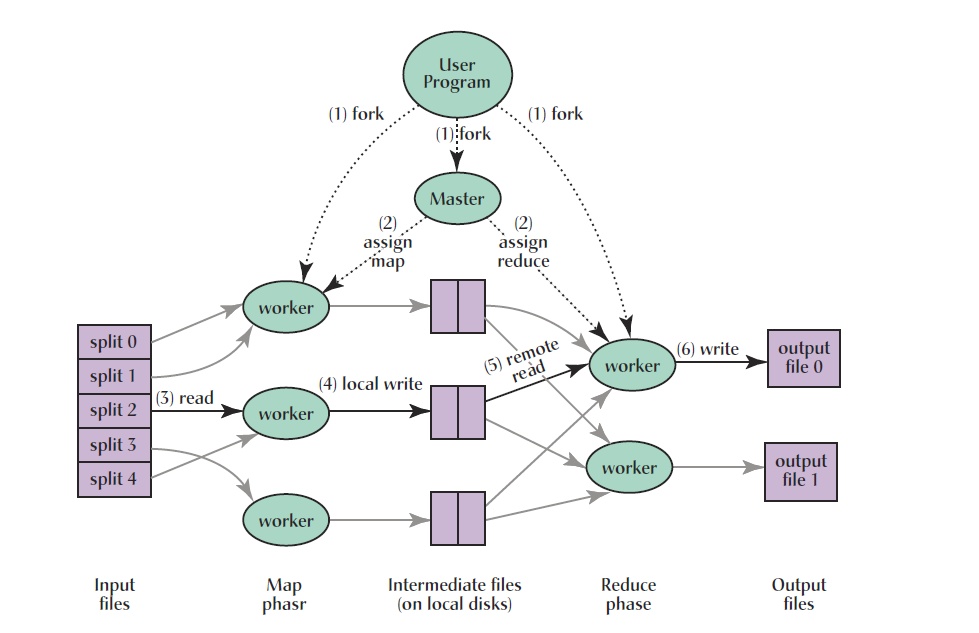 User
Program
(1) fork
(1) fork
(1) fork
Master
(2)
assign
map
(2)
assign
reduce
worker
split 0
split 1
split 2
split 3
split 4
(3) read
worker
(4) local write
worker
(5) remote
read
worker
(6) write
output
file 0
worker
output
file 1
Input
files
Map
phasr
Intermediate files
(on local disks)
Reduce
phase
Output
files